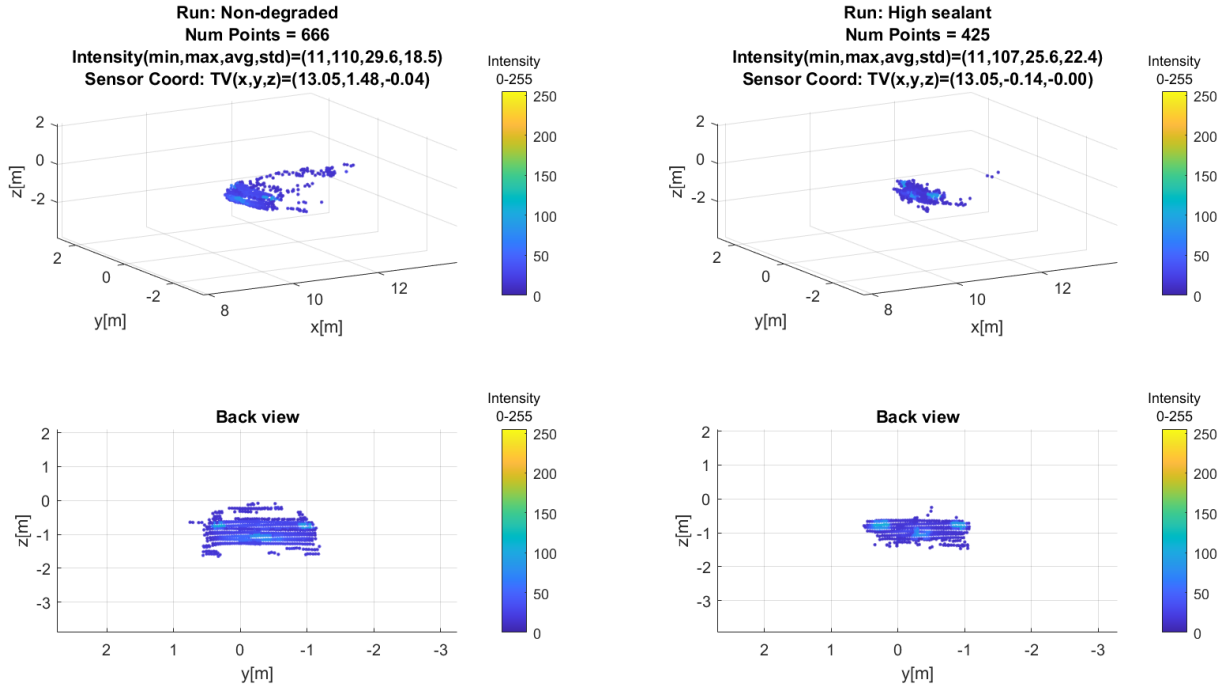 Run: Non-degraded
Num Points = 666
Intensity(min,max,avg,std)=(11,110,29.6,18.5)
Sensor Coord: TV(x,y,z)=(13.05,1.48,-0.04)
Intensity
0-255
250
200
150
100
50
0
2
0
-2
z[m]
2
0
-2
y[m]
8
10
12
x[m]
Run: High sealant
Num Points = 425
Intensity(min,max,avg,std)=(11,107,25.6,22.4)
Sensor Coord: TV(x,y,z)=(13.05,-0.14,-0.00)
Intensity
0-255
250
200
150
100
50
0
2
0
-2
z[m]
2
0
-2
y[m]
8
10
12
x[m]
Back view
Intensity
0-255
250
200
150
100
50
0
2
1
0
-1
-2
-3
z[m]
2
1
0
-1
-2
-3
y[m]
Back view
Intensity
0-255
250
200
150
100
50
0
2
1
0
-1
-2
-3
z[m]
2
1
0
-1
-2
-3
y[m]